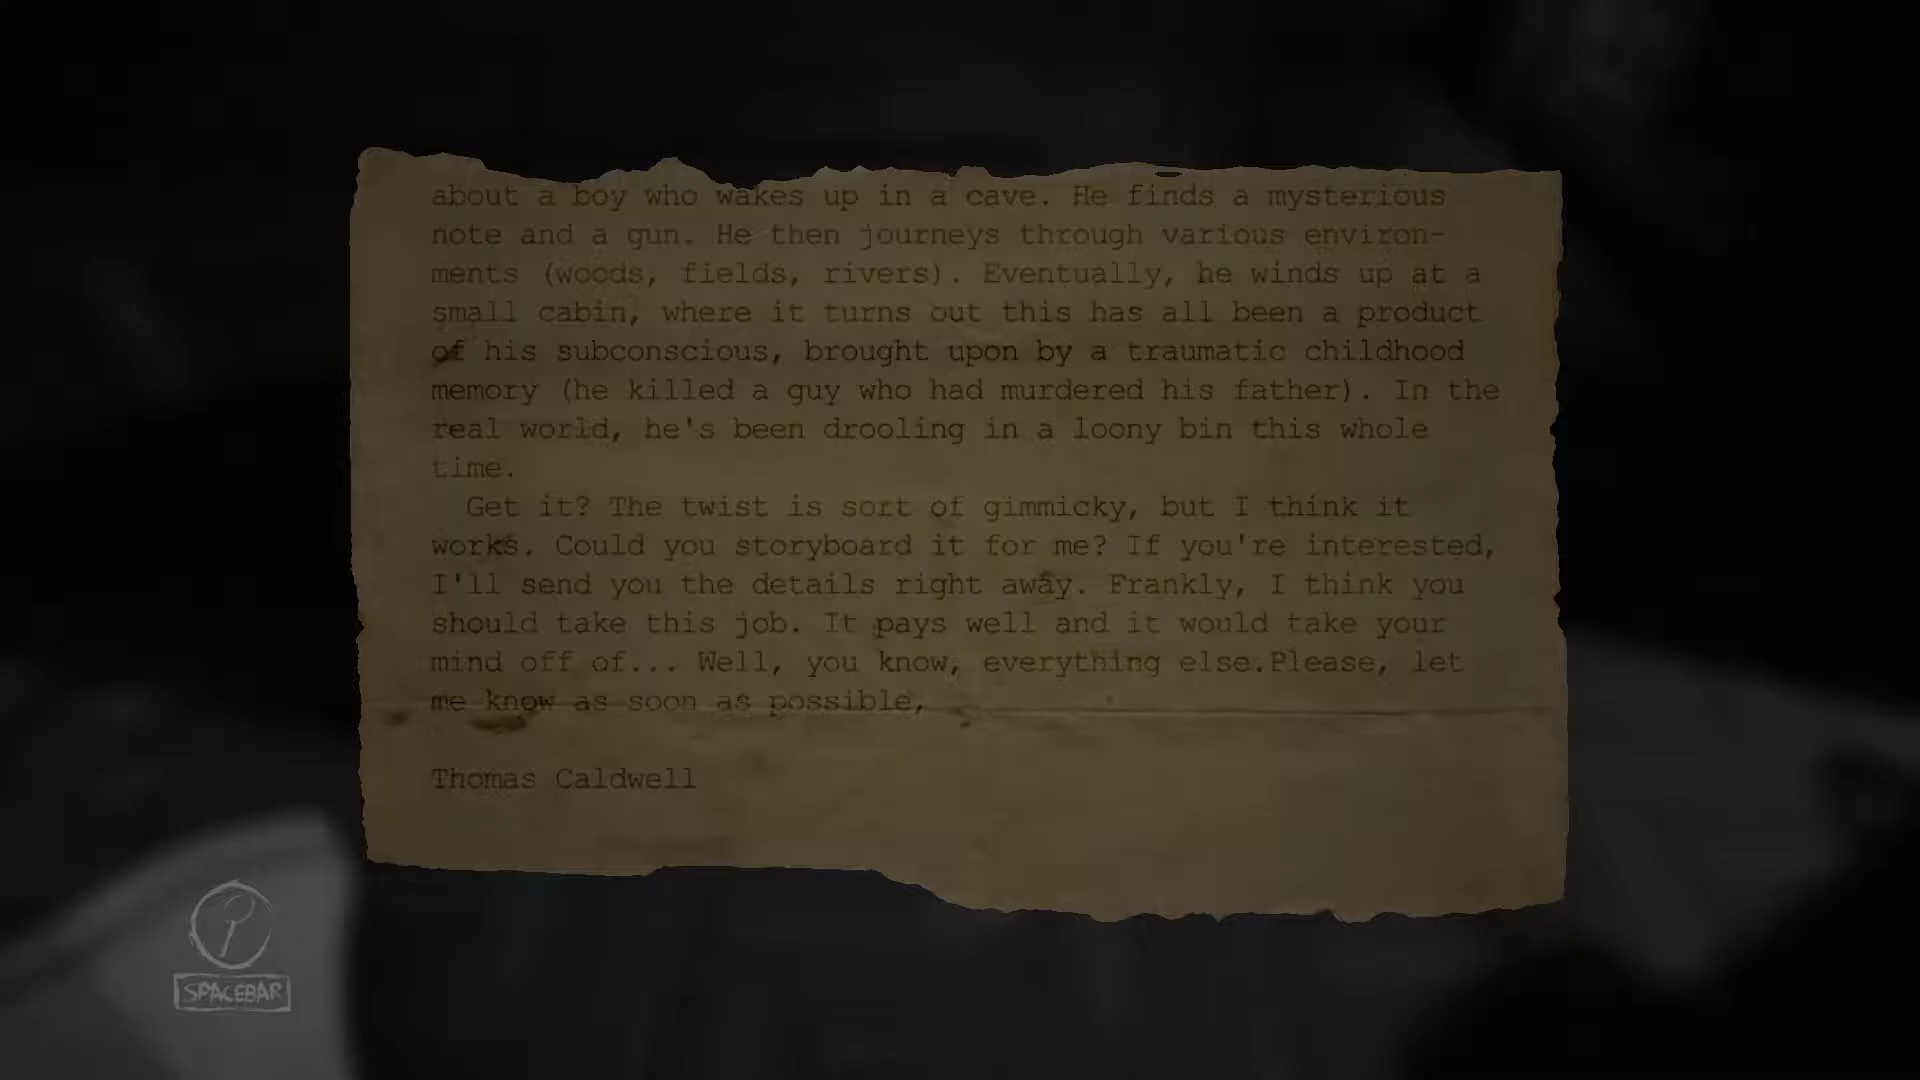 about a boy who wakes up in a cave. He finds a mysterious
note and a gun. He then journeys through various environ-
ments (woods, fields, rivers). Eventually, he winds up at a
small cabin, where it turns out this has all been a product
of his subconscious, brought upon by a traumatic childhood
memory (he killed a guy who had murdered his father). In the
real world, he's been drooling in a loony bin this whole
time.
Get it? The twist is sort of gimmicky, but I think it
works. Could you storyboard it for me? If you're interested,
I'll send you the details right away. Frankly, I think you
should take this job. It pays well and it would take your
mind off of... Well, you know, everything else.Please, let
me know as soon as possible,
Thomas Caldwell
SPACEBAR